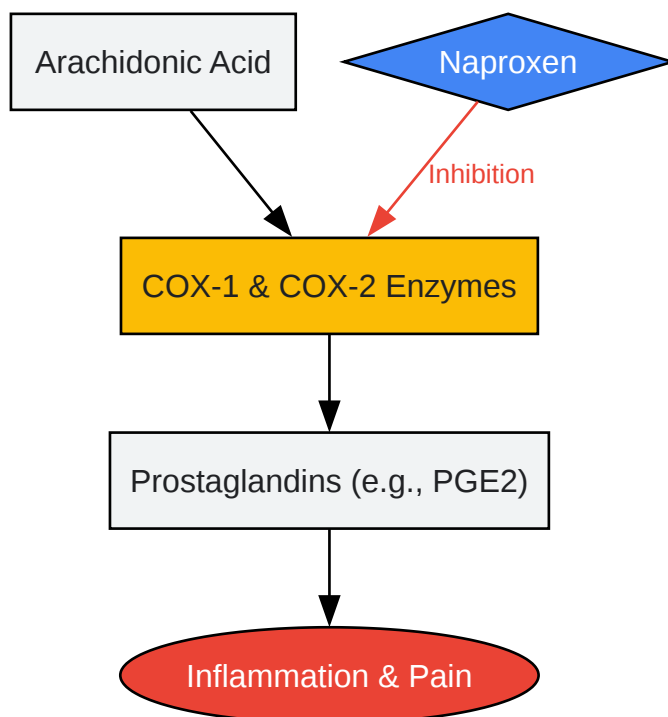 Arachidonic Acid
Naproxen
Inhibition
COX-1 & COX-2 Enzymes
Prostaglandins (e.g., PGE2)
Inflammation & Pain